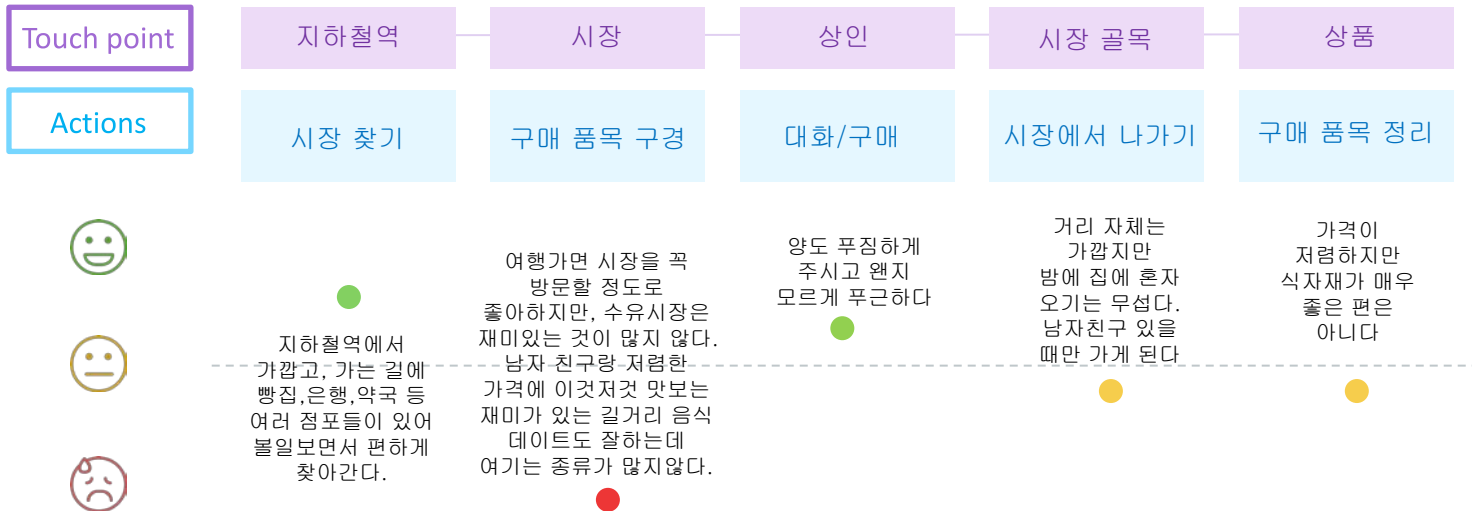 Touch point
지하철역
시장
상인
시장 골목
상품
Actions
시장 찾기
구매 품목 구경
대화/구매
시장에서 나가기
구매 품목 정리
지하철역에서
가깝고, 가는 길에
빵집,은행,약국 등
여러 점포들이 있어
볼일보면서 편하게
찾아간다.
여행가면 시장을 꼭
방문할 정도로
좋아하지만, 수유시장은
재미있는 것이 많지 않다.
남자 친구랑 저렴한
가격에 이것저것 맛보는
재미가 있는 길거리 음식
데이트도 잘하는데
여기는 종류가 많지않다.
양도 푸짐하게
주시고 왠지
모르게 푸근하다
거리 자체는
가깝지만
밤에 집에 혼자
오기는 무섭다.
남자친구 있을
때만 가게 된다
가격이
저렴하지만
식자재가 매우
좋은 편은
아니다